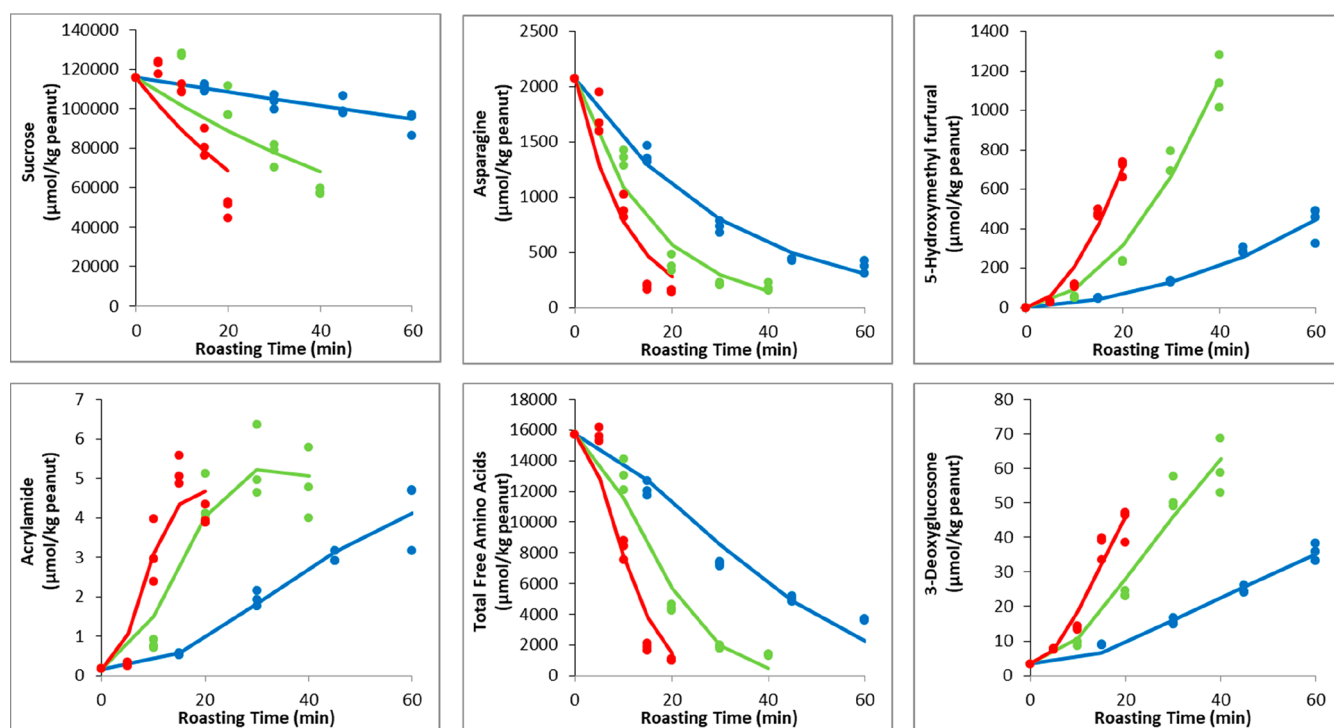 140000
120000
100000
80000
60000
40000
20000
0
0 20 40 60
Roasting Time (min)
Sucrose
(μmol/kg peanut)
2500
2000
1500
1000
500
0
0 20 40 60
Roasting Time (min)
Asparagine
(μmol/kg peanut)
1400
1200
1000
800
600
400
200
0
0 20 40 60
Roasting Time (min)
5-Hydroxymethyl furfural
(μmol/kg peanut)
7
6
5
4
3
2
1
0
0 20 40 60
Roasting Time (min)
Acrylamide
(μmol/kg peanut)
18000
16000
14000
12000
10000
8000
6000
4000
2000
0
0 20 40 60
Roasting Time (min)
Total Free Amino Acids
(μmol/kg peanut)
80
70
60
50
40
30
20
10
0
0 20 40 60
Roasting Time (min)
3-Deoxyglucosone
(μmol/kg peanut)